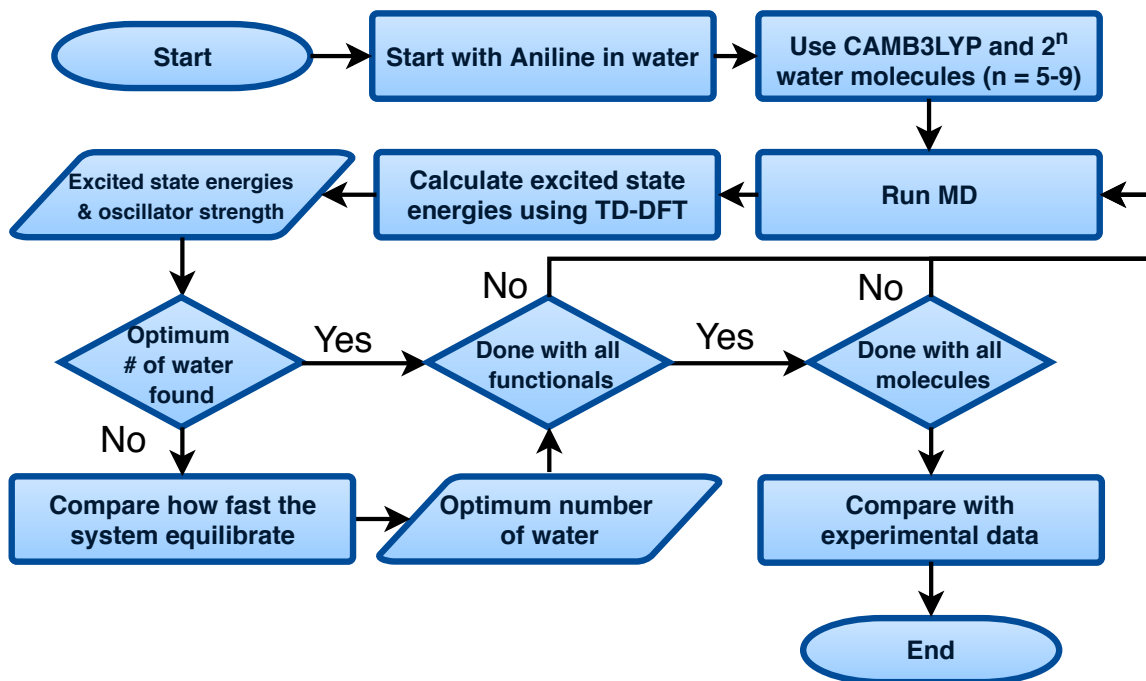 Start
Start with Aniline in water
Use CAMB3LYP and 2ⁿ
water molecules (n = 5-9)
Excited state energies
& oscillator strength
Calculate excited state
energies using TD-DFT
Run MD
Optimum
# of water
found
Yes
No
No
Done with all
functionals
Yes
No
Done with all
molecules
Compare how fast the
system equilibrate
Optimum number
of water
Compare with
experimental data
End